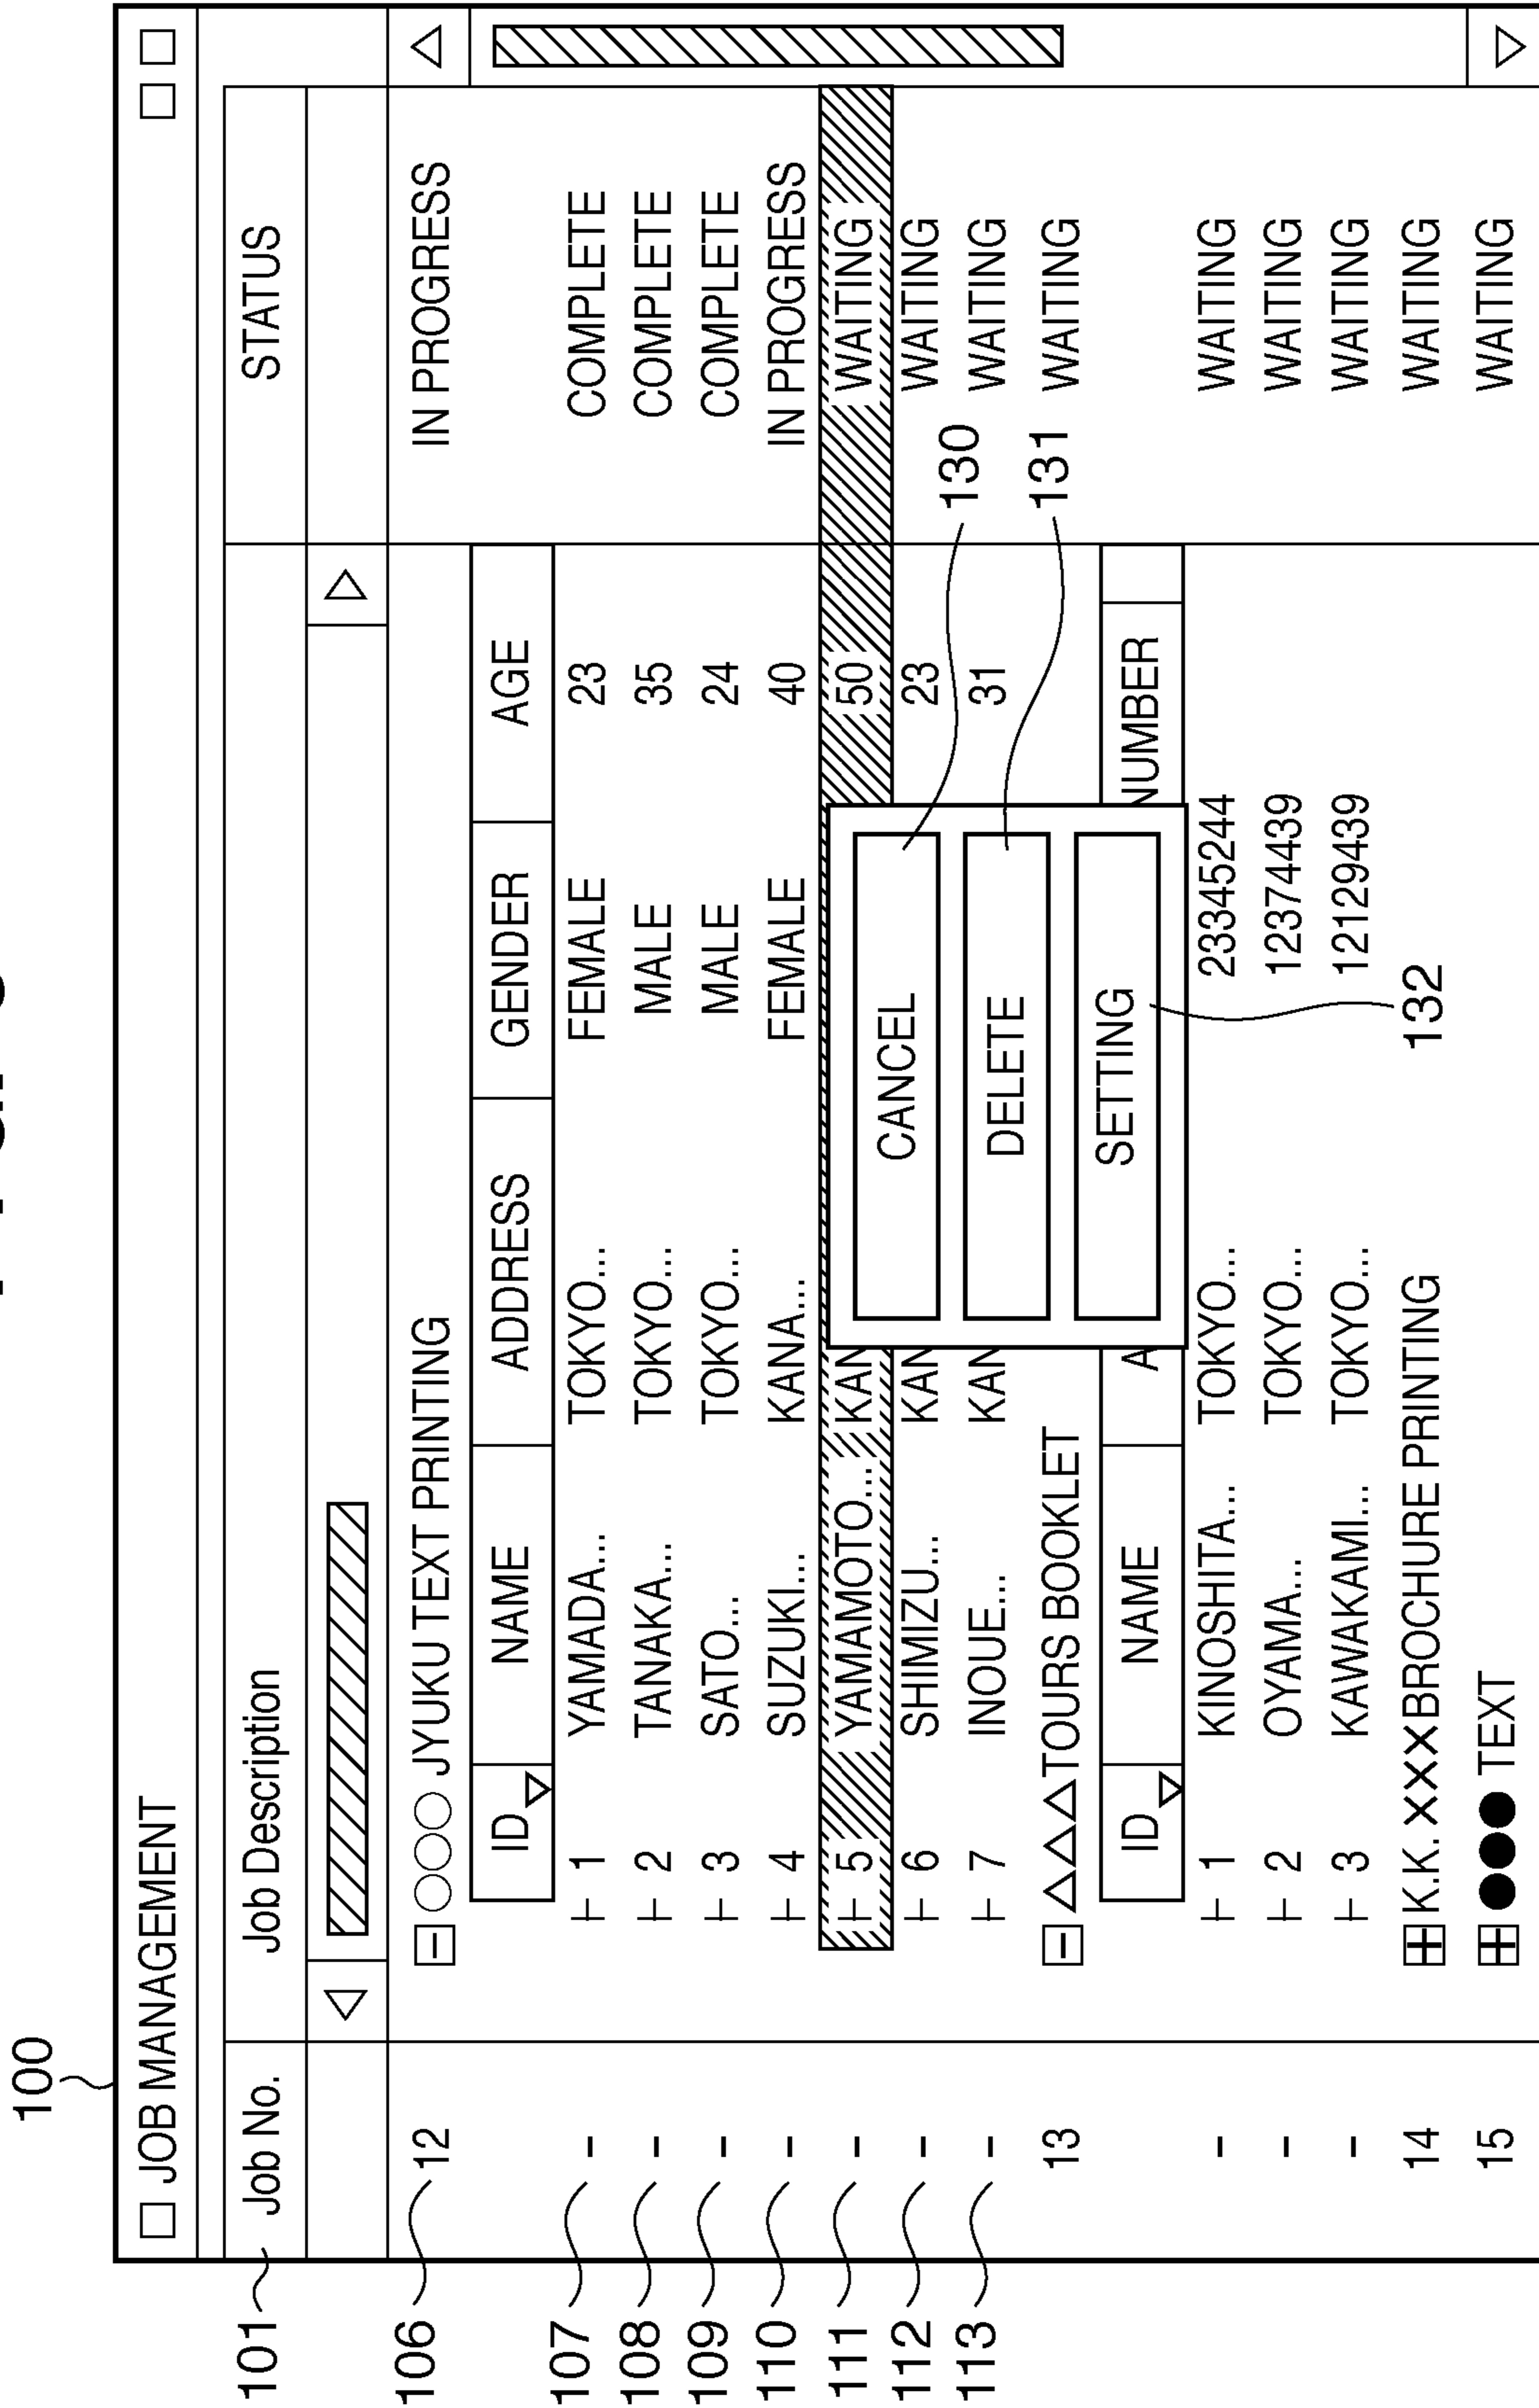 100
JOB MANAGEMENT
101
Job No. Job Description STATUS
106 12 ○○○ JYUKU TEXT PRINTING IN PROGRESS
ID NAME ADDRESS GENDER AGE
107 - 1 YAMADA... TOKYO... FEMALE 23 COMPLETE
108 - 2 TANAKA... TOKYO... MALE 35 COMPLETE
109 - 3 SATO... TOKYO... MALE 24 COMPLETE
110 - 4 SUZUKI... KANA... FEMALE 40 IN PROGRESS
111 - 5 YAMAMOTO... KAN 50 WAITING
CANCEL
112 - 6 SHIMIZU... KAN 23 WAITING
130
113 - 7 INOUE... KAN 31 WAITING
DELETE
131
13 △△△TOURS BOOKLET WAITING
ID NAME A NUMBER
SETTING
- 1 KINOSHITA... TOKYO... 23345244 WAITING
- 2 OYAMA... TOKYO... 12374439 WAITING
- 3 KAWAKAMI... TOKYO... 12129439 WAITING
132
14 K.K. ×××BROCHURE PRINTING WAITING
15 ●●● TEXT WAITING